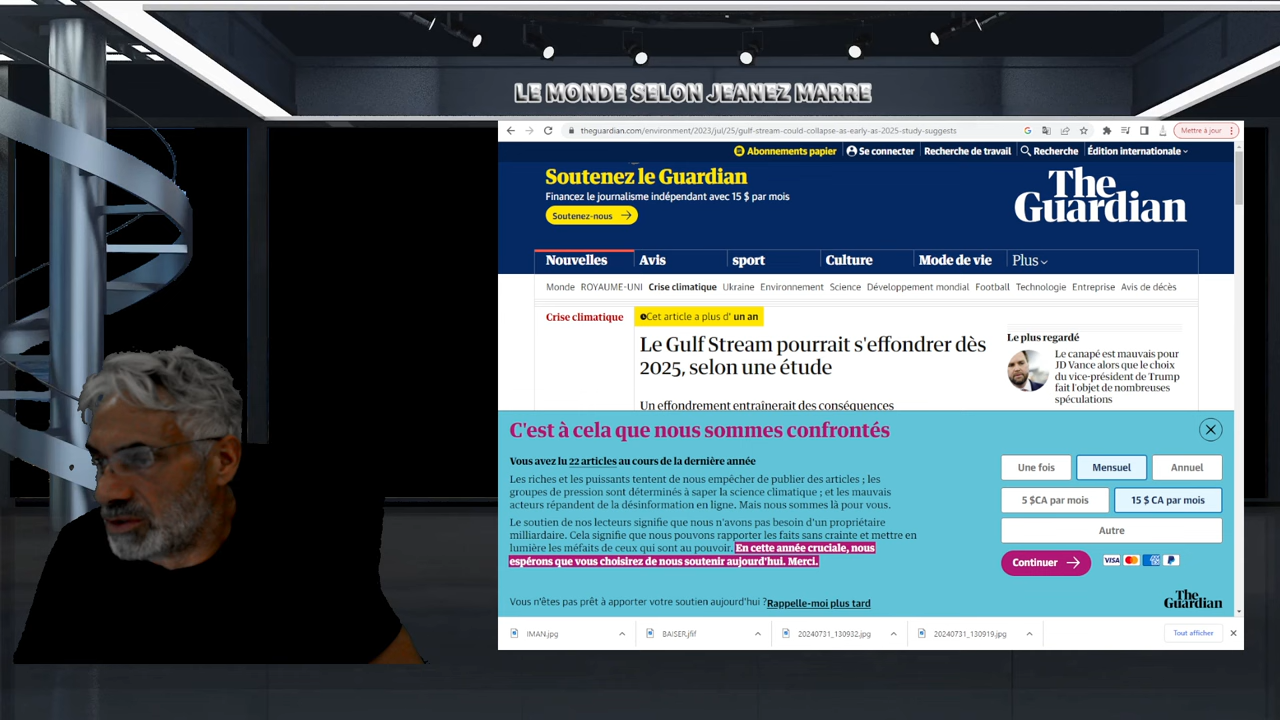 LE MONDE SELON JEANEZ MARRE
theguardian.com/environment/2023/jul/25/gulf-stream-could-collapse-as-early-as-2025-study-suggests
Mettre à jour
Abonnements papier
Se connecter
Recherche de travail
Recherche
Édition internationale
Soutenez le Guardian
Financez le journalisme indépendant avec 15 $ par mois
Soutenez-nous
The
Guardian
Nouvelles
Avis
sport
Culture
Mode de vie
Plus
Monde ROYAUME-UNI Crise climatique Ukraine Environnement Science Développement mondial Football Technologie Entreprise Avis de décès
Crise climatique
Cet article a plus d' un an
Le Gulf Stream pourrait s'effondrer dès
2025, selon une étude
Un effondrement entraînerait des conséquences
Le plus regardé
Le canapé est mauvais pour
JD Vance alors que le choix
du vice-président de Trump
fait l'objet de nombreuses
spéculations
C'est à cela que nous sommes confrontés
Vous avez lu 22 articles au cours de la dernière année
Les riches et les puissants tentent de nous empêcher de publier des articles ; les
groupes de pression sont déterminés à saper la science climatique ; et les mauvais
acteurs répandent de la désinformation en ligne. Mais nous sommes là pour vous.
Le soutien de nos lecteurs signifie que nous n'avons pas besoin d'un propriétaire
milliardaire. Cela signifie que nous pouvons rapporter les faits sans crainte et mettre en
lumière les méfaits de ceux qui sont au pouvoir. En cette année cruciale, nous
espérons que vous choisirez de nous soutenir aujourd'hui. Merci.
Vous n'êtes pas prêt à apporter votre soutien aujourd'hui ? Rappelle-moi plus tard
Une fois
Mensuel
Annuel
5 $CA par mois
15 $ CA par mois
Autre
Continuer
VISA
The
Guardian
IMAN.jpg
BAISER.jfif
20240731_130932.jpg
20240731_130919.jpg
Tout afficher